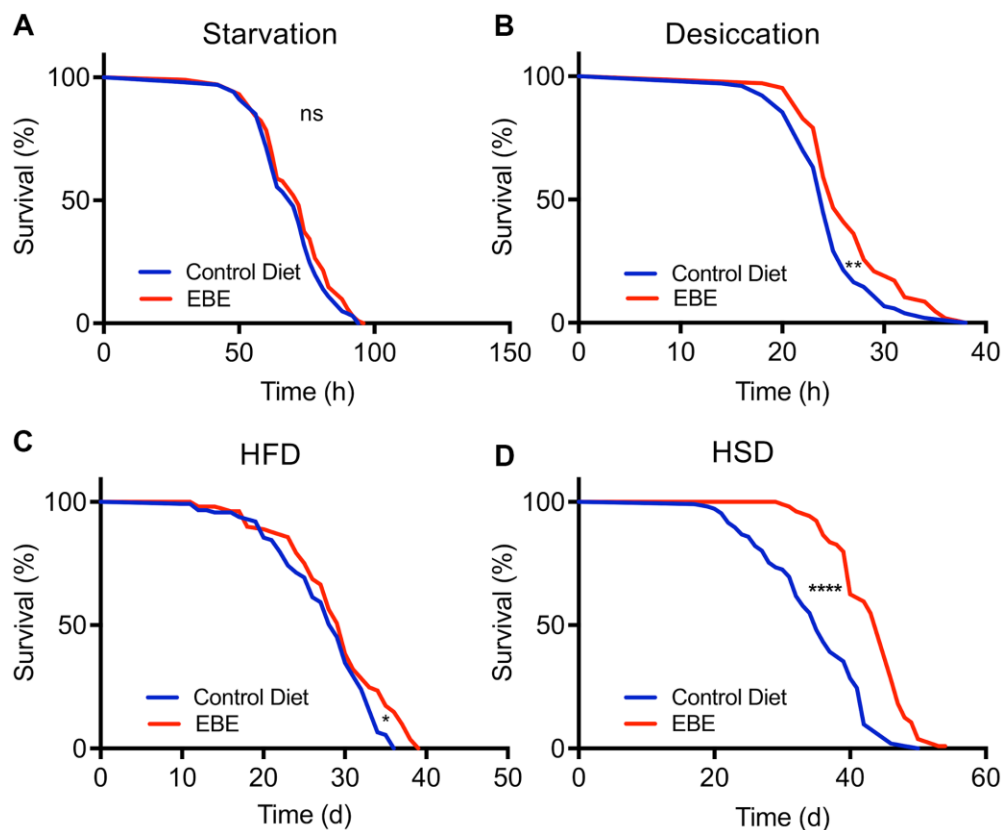 A
Starvation
Survival (%)
100
50
0
ns
Control Diet
EBE
0
50
100
150
Time (h)
B
Desiccation
Survival (%)
100
50
0
**
Control Diet
EBE
0
10
20
30
40
Time (h)
C
HFD
Survival (%)
100
50
0
*
Control Diet
EBE
0
10
20
30
40
50
Time (d)
D
HSD
Survival (%)
100
50
0
****
Control Diet
EBE
0
20
40
60
Time (d)